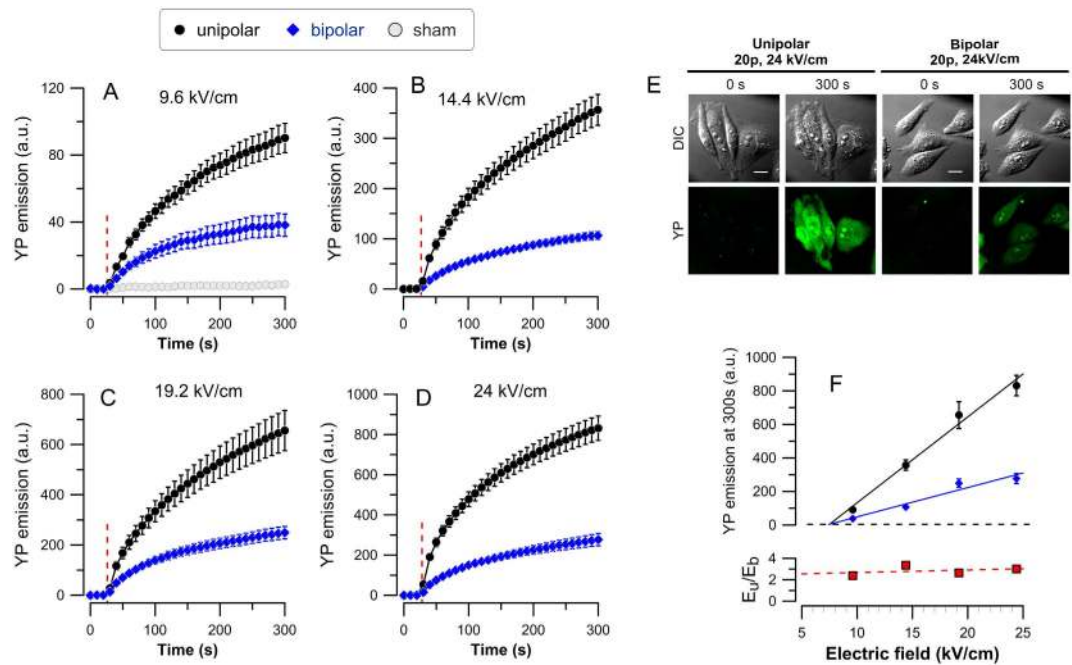 unipolar bipolar sham
A
9.6 kV/cm
YP emission (a.u.)
120
80
40
0
0 100 200 300
Time (s)
B
14.4 kV/cm
YP emission (a.u.)
400
300
200
100
0
0 100 200 300
Time (s)
C
19.2 kV/cm
YP emission (a.u.)
800
600
400
200
0
0 100 200 300
Time (s)
D
24 kV/cm
YP emission (a.u.)
1000
800
600
400
200
0
0 100 200 300
Time (s)
E
Unipolar
20p, 24 kV/cm
Bipolar
20p, 24kV/cm
0 s 300 s 0 s 300 s
DIC
YP
F
YP emission at 300s (a.u.)
1000
800
600
400
200
0
Eu/Eb
4
2
0
5 10 15 20 25
Electric field (kV/cm)